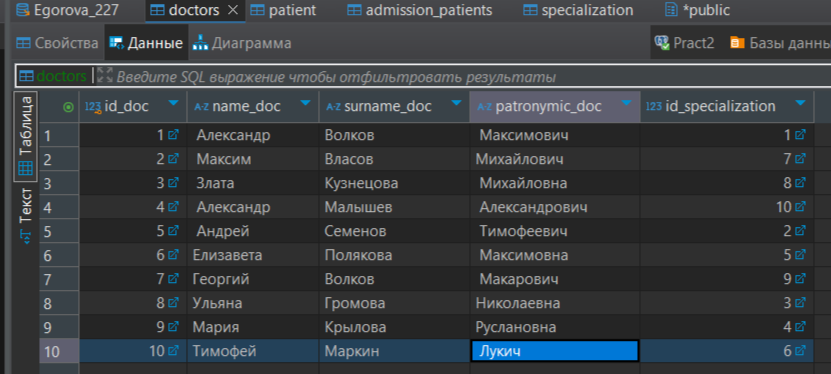 Egorova_227 doctors patient admission_patients specialization *public
Свойства Данные Диаграмма Pract2 Базы данны
doctors Введите SQL выражение чтобы отфильтровать результаты
Таблица
Текст
123 id_doc A-Z name_doc A-Z surname_doc A-Z patronymic_doc 123 id_specialization
1 1 Александр Волков Максимович 1
2 2 Максим Власов Михайлович 7
3 3 Злата Кузнецова Михайловна 8
4 4 Александр Малышев Александрович 10
5 5 Андрей Семенов Тимофеевич 2
6 6 Елизавета Полякова Максимовна 5
7 7 Георгий Волков Макарович 9
8 8 Ульяна Громова Николаевна 3
9 9 Мария Крылова Руслановна 4
10 10 Тимофей Маркин Лукич 6